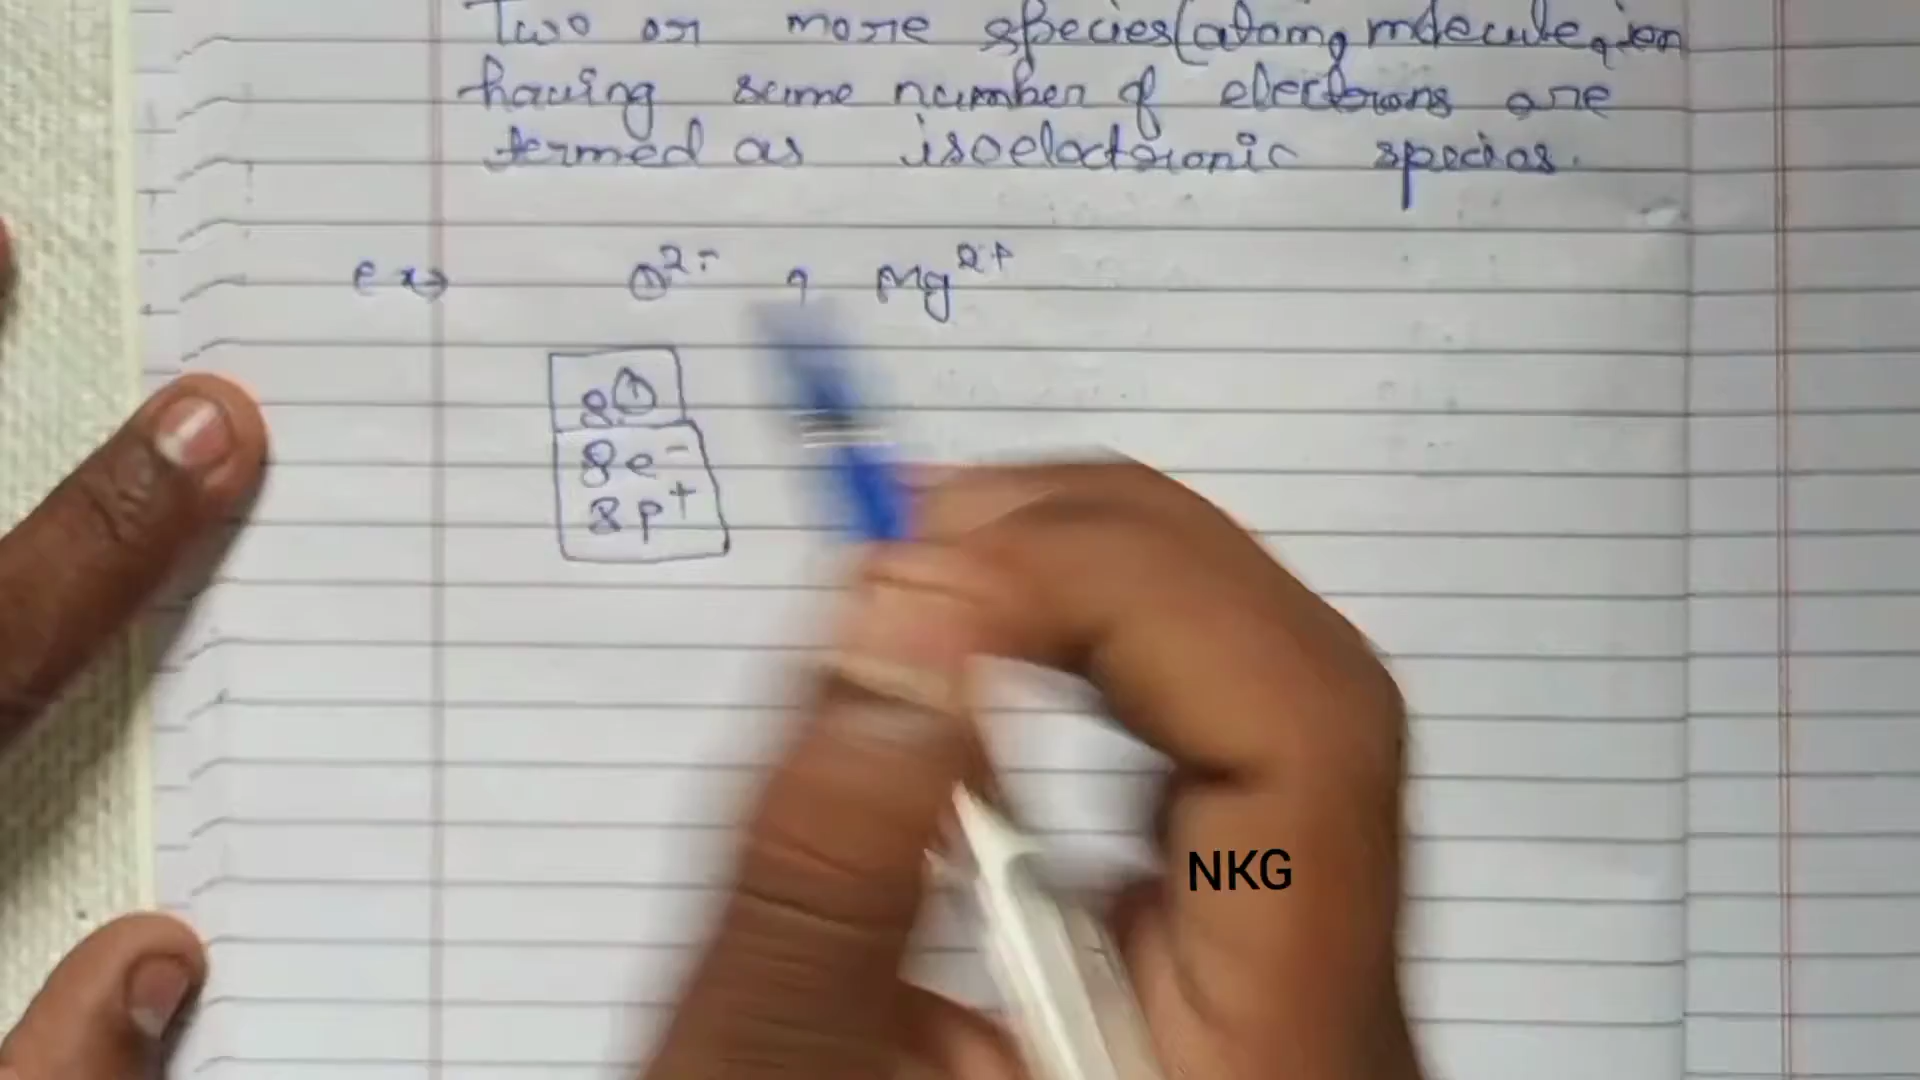 Two or more species(atom, molecule, ion
having same number of electrons are
termed as isoelectronic species.
ex→ O²⁻ , Mg²⁺
8O
8e⁻
8p⁺
NKG